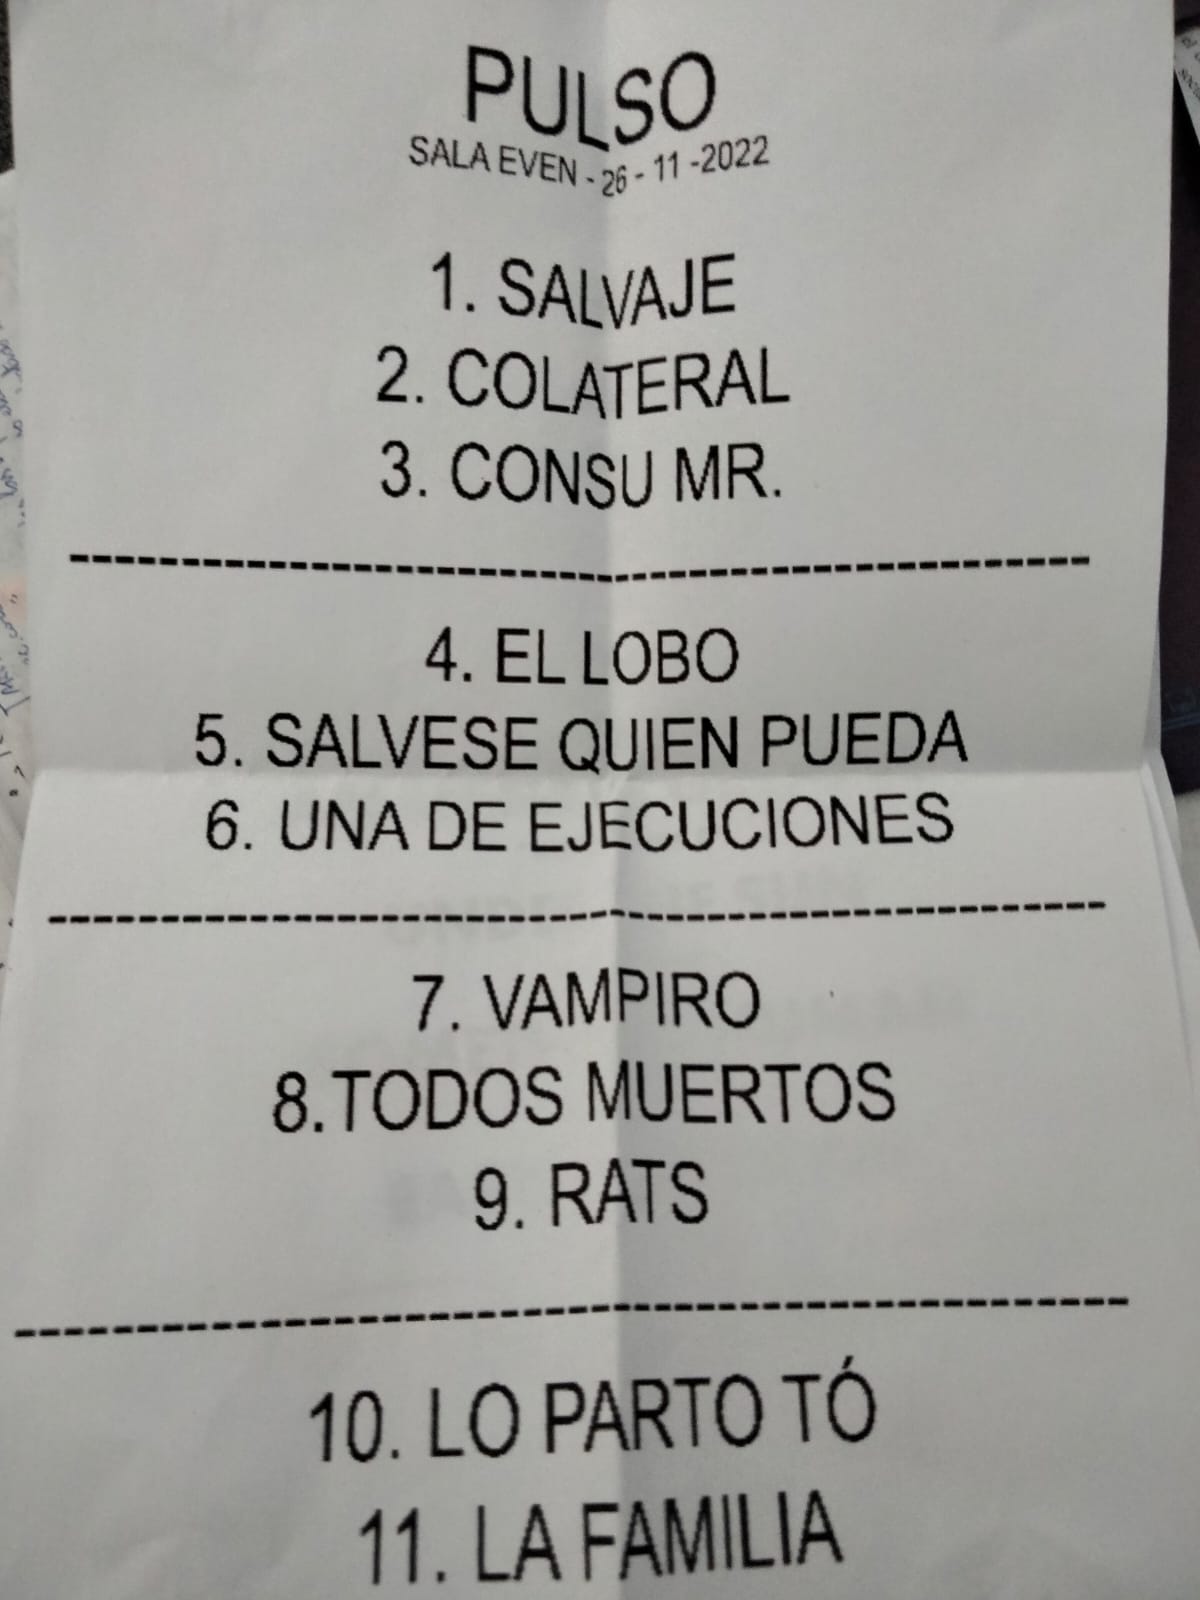 PULSO
SALA EVEN - 26 - 11 -2022
1. SALVAJE
2. COLATERAL
3. CONSU MR.
4. EL LOBO
5. SALVESE QUIEN PUEDA
6. UNA DE EJECUCIONES
7. VAMPIRO
8.TODOS MUERTOS
9. RATS
10. LO PARTO TÓ
11. LA FAMILIA